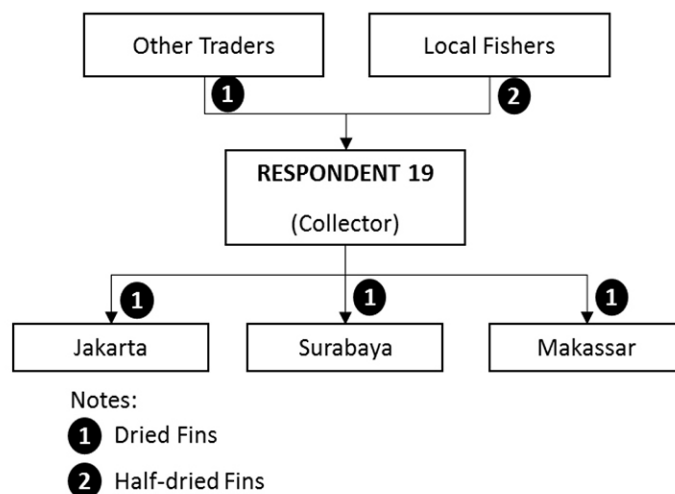 Other Traders
Local Fishers
1
2
RESPONDENT 19
(Collector)
1
1
1
Jakarta
Surabaya
Makassar
Notes:
1 Dried Fins
2 Half-dried Fins